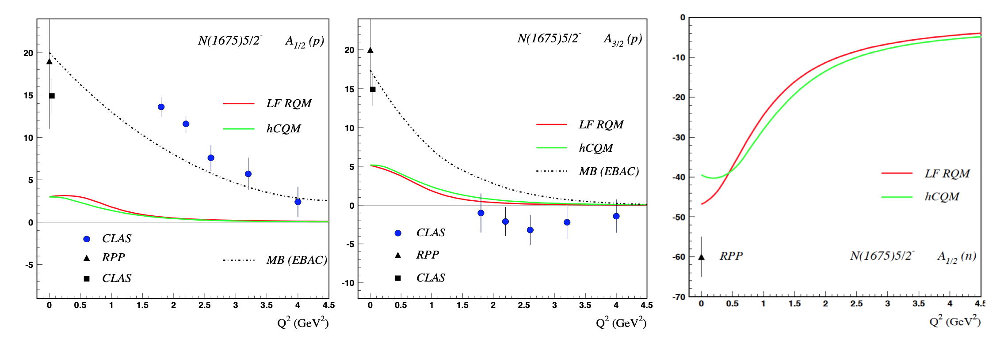 N(1675)5/2⁻ A₁/₂ (p)
20
15
10
5
0
-5
LF RQM
hCQM
CLAS
RPP
CLAS
MB (EBAC)
0 0.5 1 1.5 2 2.5 3 3.5 4 4.5
Q² (GeV²)
N(1675)5/2⁻ A₃/₂ (p)
20
15
10
5
0
-5
-10
LF RQM
hCQM
MB (EBAC)
CLAS
RPP
CLAS
0 0.5 1 1.5 2 2.5 3 3.5 4 4.5
Q² (GeV²)
0
-10
-20
-30
-40
-50
-60
-70
LF RQM
hCQM
RPP
N(1675)5/2⁻ A₁/₂ (n)
0 0.5 1 1.5 2 2.5 3 3.5 4 4.5
Q² (GeV²)